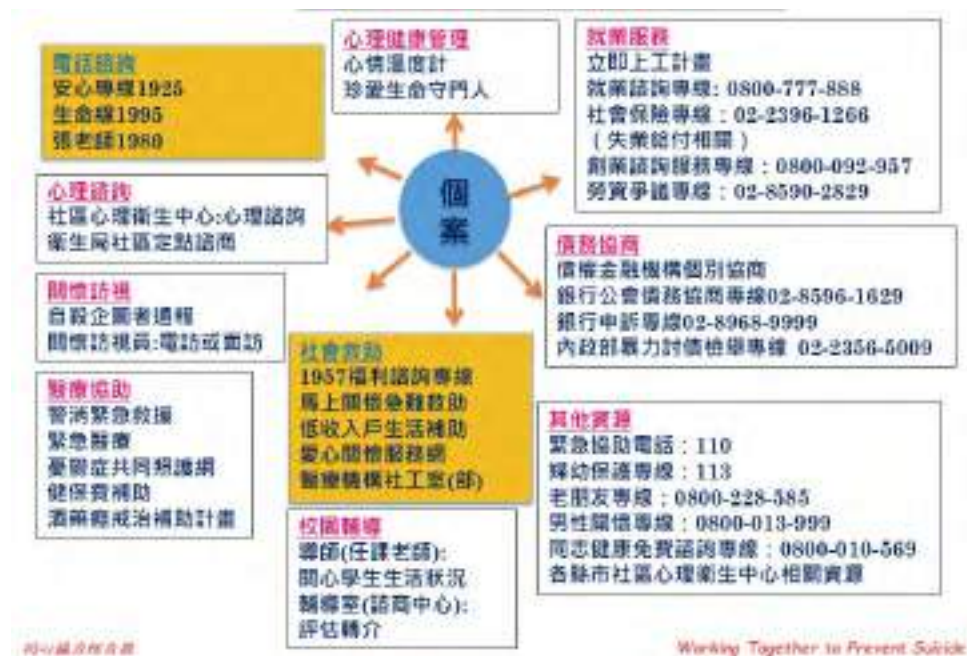 電話諮詢
安心專線1925
生命線1995
張老師1980
心理健康管理
心情溫度計
珍愛生命守門人
就業服務
立即上工計畫
就業諮詢專線: 0800-777-888
社會保險專線：02-2396-1266
（失業給付相關）
創業諮詢服務專線：0800-092-957
勞資爭議專線：02-8590-2829
個
案
心理諮詢
社區心理衛生中心:心理諮詢
衛生局社區定點諮商
債務協商
債權金融機構個別協商
銀行公會債務協商專線02-8596-1629
銀行申訴專線02-8968-9999
內政部暴力討債檢舉專線 02-2356-5009
關懷訪視
自殺企圖者通報
關懷訪視員:電話或面訪
社會救助
1957福利諮詢專線
馬上關懷急難救助
低收入戶生活補助
愛心關懷服務網
醫療機構社工室(部)
醫療協助
警消緊急救援
緊急醫療
憂鬱症共同照護網
健保費補助
酒藥癮戒治補助計畫
其他資源
緊急協助電話：110
婦幼保護專線：113
老朋友專線：0800-228-585
男性關懷專線：0800-013-999
同志健康免費諮詢專線：0800-010-569
各縣市社區心理衛生中心相關資源
校園輔導
導師(任課老師):
關心學生生活狀況
輔導室(諮商中心):
評估轉介
Working Together to Prevent Suicide